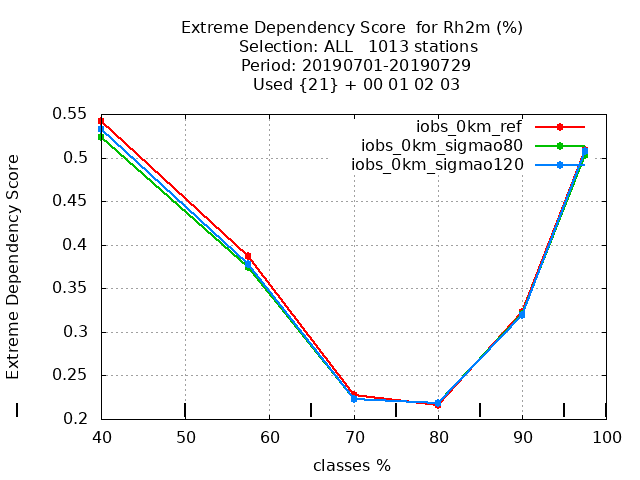 Extreme Dependency Score  for Rh2m (%)
Selection: ALL   1013 stations
Period: 20190701-20190729
Used {21} + 00 01 02 03
iobs_0km_ref
iobs_0km_sigmao80
iobs_0km_sigmao120
Extreme Dependency Score
0.55
0.5
0.45
0.4
0.35
0.3
0.25
0.2
40 50 60 70 80 90 100
classes %